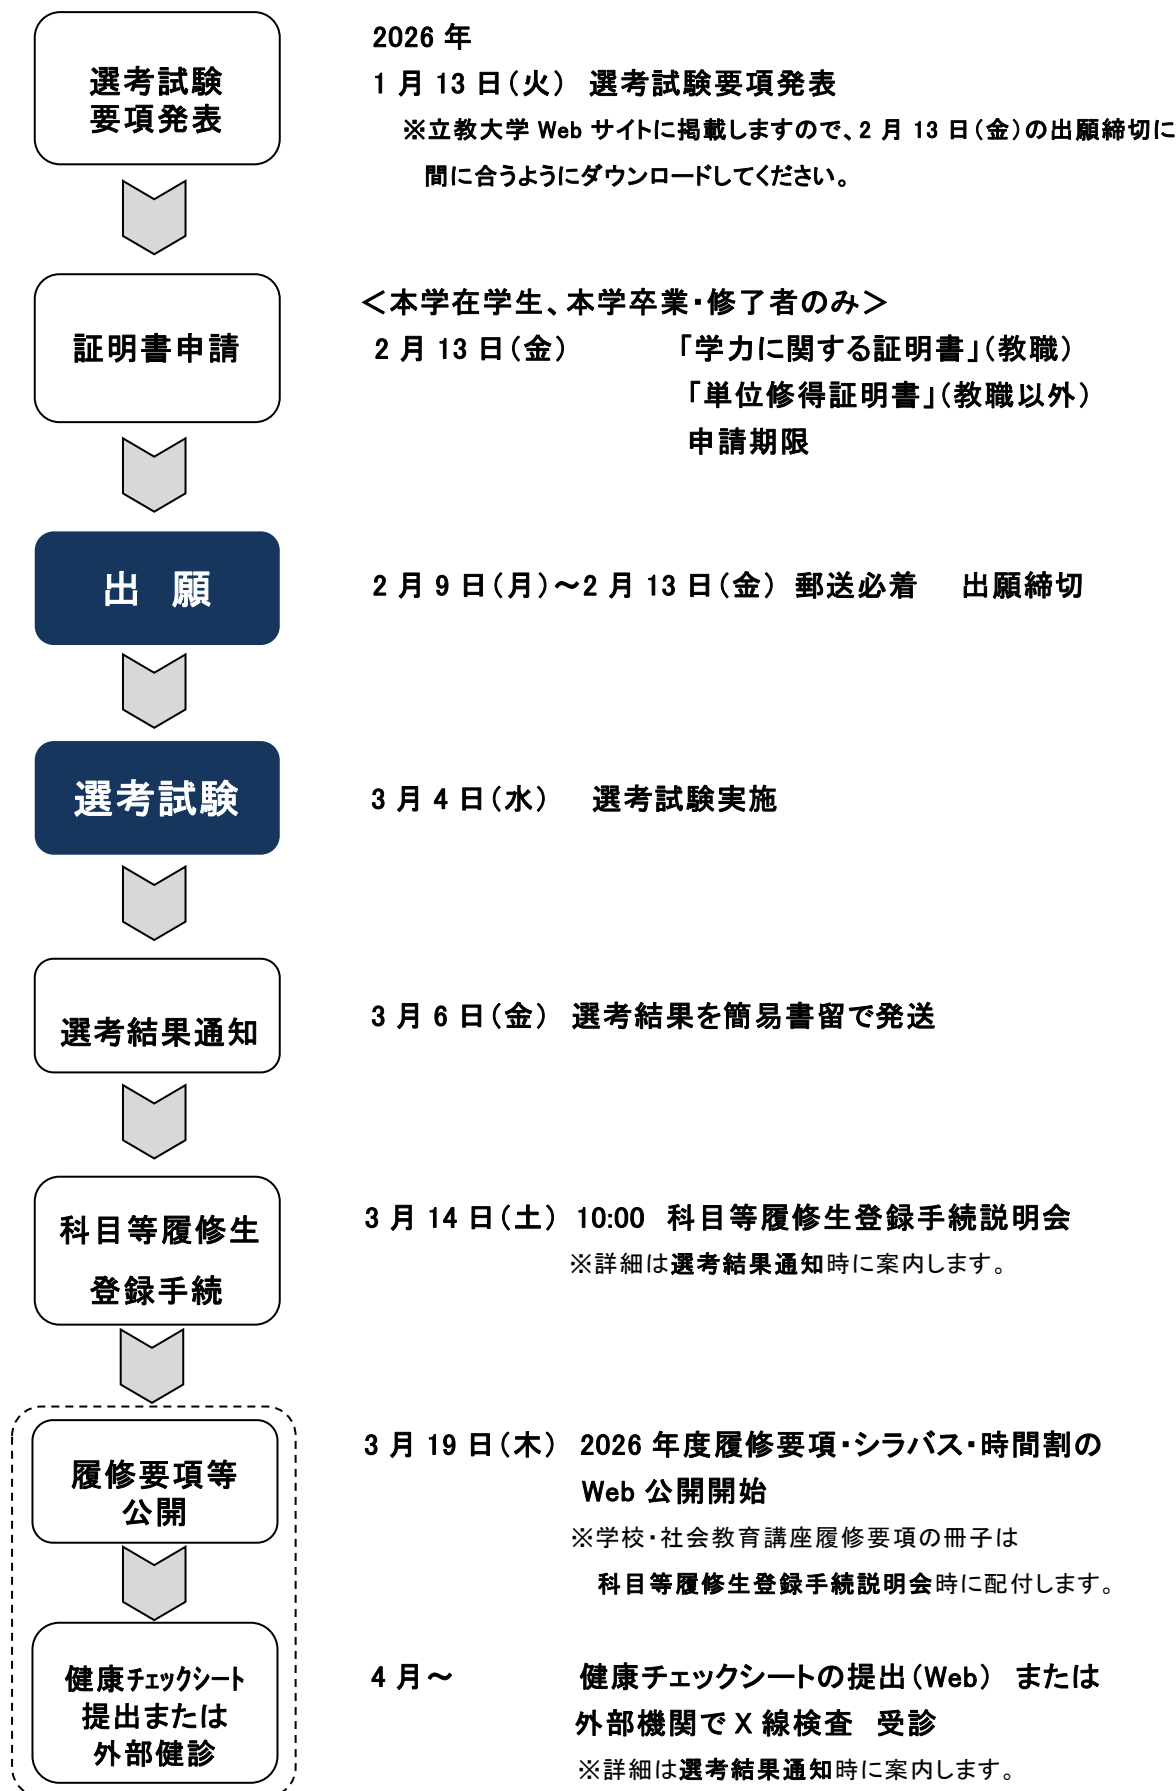 選考試験
要項発表
2026 年
1 月 13 日(火) 選考試験要項発表
※立教大学 Web サイトに掲載しますので、2 月 13 日(金)の出願締切に
間に合うようにダウンロードしてください。
証明書申請
<本学在学生、本学卒業・修了者のみ>
2 月 13 日(金) 「学力に関する証明書」(教職)
「単位修得証明書」(教職以外)
申請期限
出 願
2 月 9 日(月)~2 月 13 日(金) 郵送必着 出願締切
選考試験
3 月 4 日(水) 選考試験実施
選考結果通知
3 月 6 日(金) 選考結果を簡易書留で発送
科目等履修生
登録手続
3 月 14 日(土) 10:00 科目等履修生登録手続説明会
※詳細は選考結果通知時に案内します。
履修要項等
公開
3 月 19 日(木) 2026 年度履修要項・シラバス・時間割の
Web 公開開始
※学校・社会教育講座履修要項の冊子は
科目等履修生登録手続説明会時に配付します。
健康チェックシート
提出または
外部健診
4 月~ 健康チェックシートの提出(Web) または
外部機関で X 線検査 受診
※詳細は選考結果通知時に案内します。